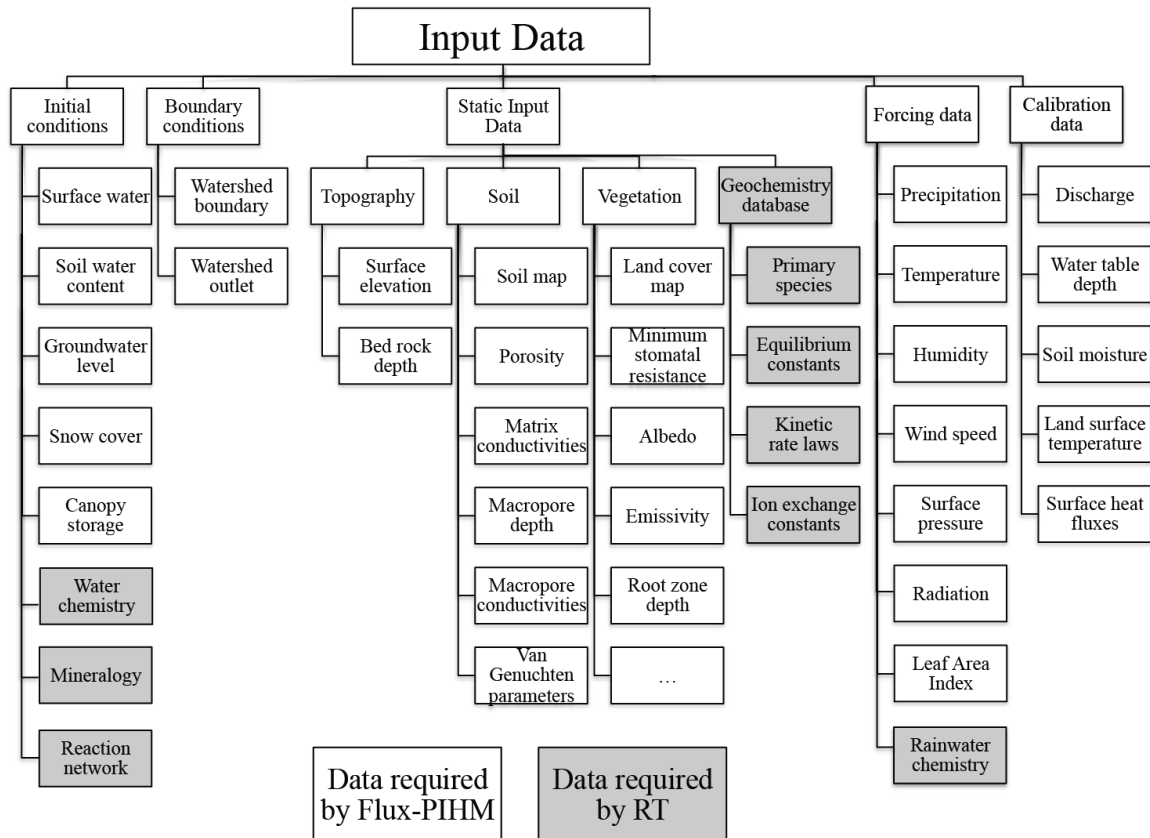 Input Data
Initial
conditions
Boundary
conditions
Static Input
Data
Forcing data
Calibration
data
Surface water
Soil water
content
Groundwater
level
Snow cover
Canopy
storage
Water
chemistry
Mineralogy
Reaction
network
Watershed
boundary
Watershed
outlet
Topography
Surface
elevation
Bed rock
depth
Soil
Soil map
Porosity
Matrix
conductivities
Macropore
depth
Macropore
conductivities
Van
Genuchten
parameters
Vegetation
Land cover
map
Minimum
stomatal
resistance
Albedo
Emissivity
Root zone
depth
…
Geochemistry
database
Primary
species
Equilibrium
constants
Kinetic
rate laws
Ion exchange
constants
Precipitation
Temperature
Humidity
Wind speed
Surface
pressure
Radiation
Leaf Area
Index
Rainwater
chemistry
Discharge
Water table
depth
Soil moisture
Land surface
temperature
Surface heat
fluxes
Data required
by Flux-PIHM
Data required
by RT